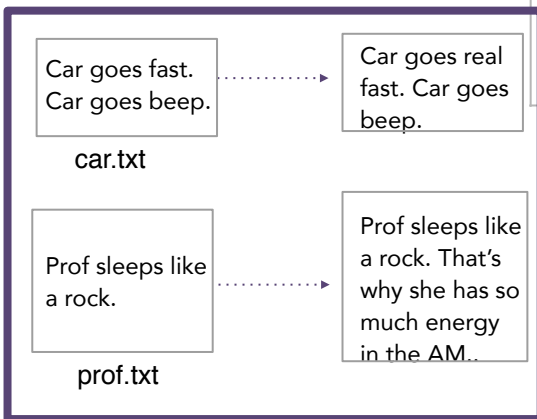 Car goes fast.
Car goes beep.
car.txt
Car goes real
fast. Car goes
beep.
Prof sleeps like
a rock.
prof.txt
Prof sleeps like
a rock. That's
why she has so
much energy
in the AM..